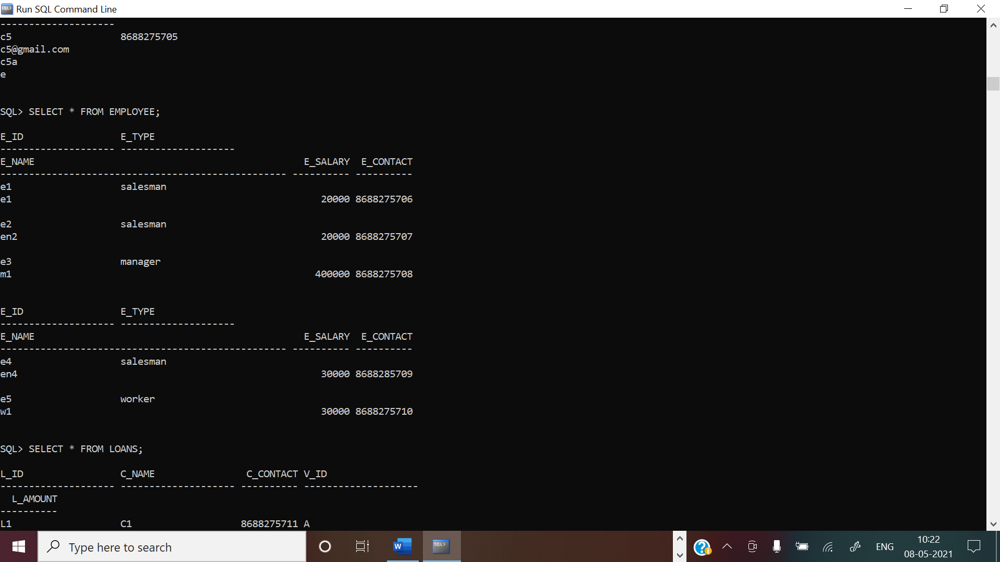 Run SQL Command Line
--------------------
c5                   8688275705
c5@gmail.com
c5a
e
SQL> SELECT * FROM EMPLOYEE;
E_ID                 E_TYPE
-------------------- --------------------
E_NAME                                               E_SALARY  E_CONTACT
-------------------------------------------------- ---------- ----------
e1                   salesman
e1                                                      20000 8688275706
e2                   salesman
en2                                                     20000 8688275707
e3                   manager
m1                                                     400000 8688275708
E_ID                 E_TYPE
-------------------- --------------------
E_NAME                                               E_SALARY  E_CONTACT
-------------------------------------------------- ---------- ----------
e4                   salesman
en4                                                     30000 8688285709
e5                   worker
w1                                                      30000 8688275710
SQL> SELECT * FROM LOANS;
L_ID                 C_NAME                C_CONTACT V_ID
-------------------- -------------------- ---------- --------------------
  L_AMOUNT
----------
L1                   C1                   8688275711 A
Type here to search
W
SQL>
ENG
10:22
08-05-2021